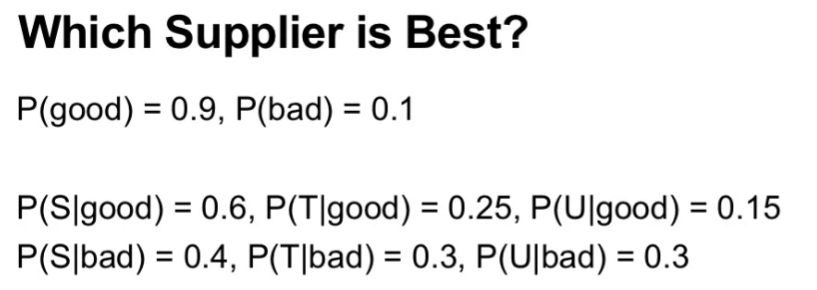 Which Supplier is Best?
P(good) = 0.9, P(bad) = 0.1
P(S|good) = 0.6, P(T|good) = 0.25, P(U|good) = 0.15
P(S|bad) = 0.4, P(T|bad) = 0.3, P(U|bad) = 0.3